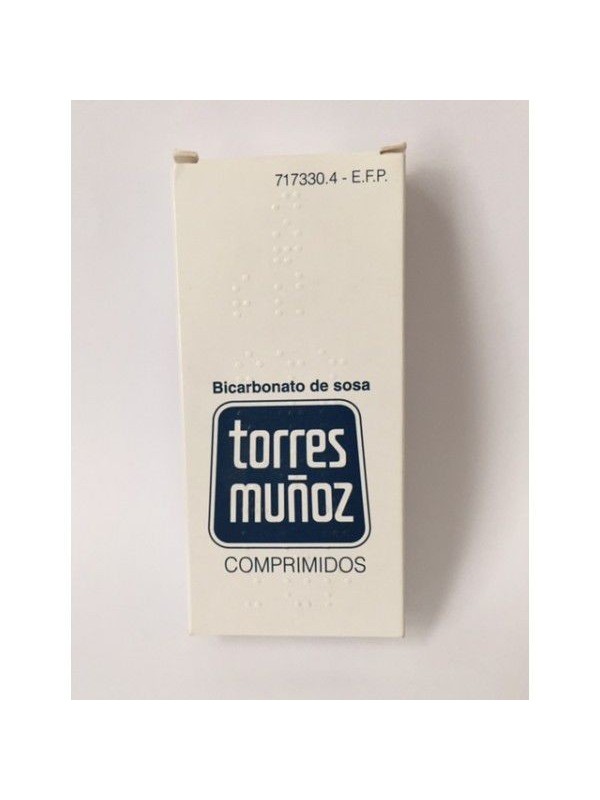 717330.4 - E.F.P.
Bicarbonato de sosa
torres
muñoz
COMPRIMIDOS